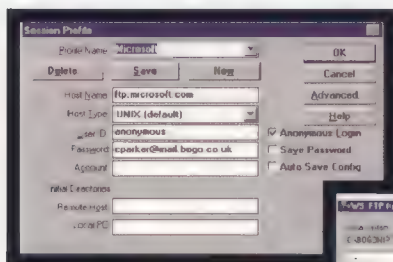 Session Profile
Profile Name: Microsoft
OK
Delete
Save
New
Cancel
Host Name: ftp.microsoft.com
Advanced
Host Type: UNIX (default)
Help
User ID: anonymous
Anonymous Login
Password: cparker@mail.bogo.co.uk
Save Password
Account:
Auto Save Config
Initial Directories
Remote Host:
Local PC:
WS FTP